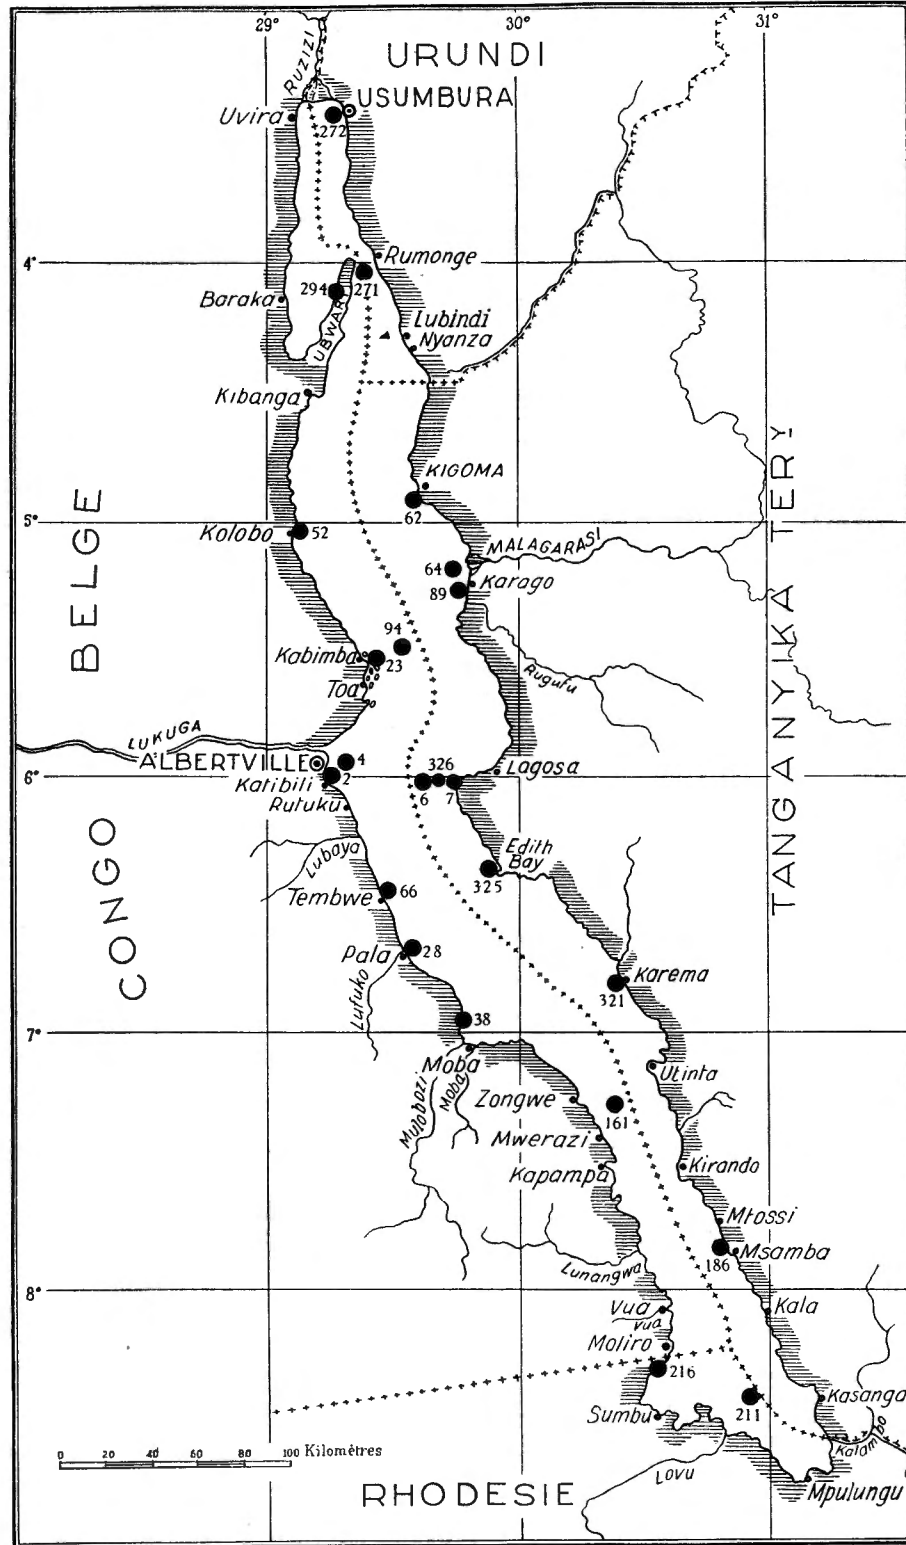 29°
30°
31°
RUZIZI
URUNDI
USUMBURA
Uvira
272
4°
Rumonge
294
271
Baraka
UBWARI
Lubindi
Nyanza
Kibanga
KIGOMA
62
5°
Kolobo
52
MALAGARASI
64
Karago
89
94
Kabimba
23
Toa
Rugufu
BELGE
TANGANYIKA TERY
LUKUGA
ALBERTVILLE
4
6°
2
Katibili
Rutuku
326
6
7
Lagosa
Lubaya
Edith
Bay
325
66
Tembwe
CONGO
28
Pala
Lufuko
Karema
321
38
7°
Moba
Moba
Mulobozi
Utinta
Zongwe
161
Mwerazi
Kapampa
Kirando
Mtossi
Msamba
186
Lunangwa
8°
Vua
Vua
Kala
Moliro
216
Kasanga
211
Sumbu
Kalambo
0 20 40 60 80 100 Kilomètres
Lovu
RHODESIE
Mpulungu